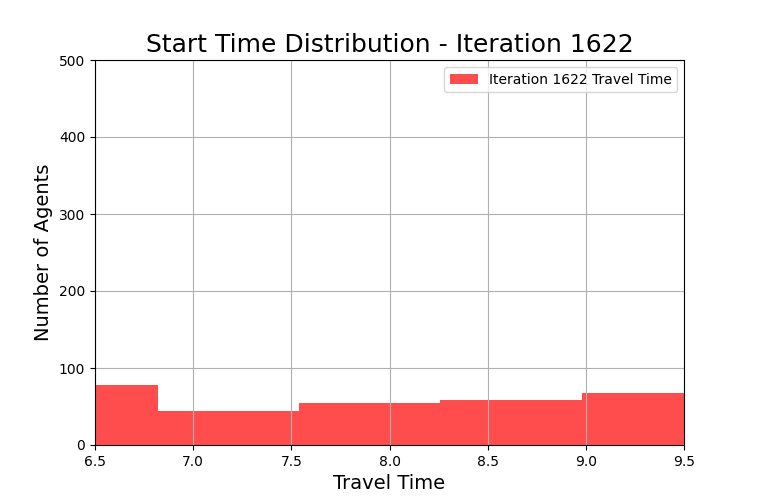 Start Time Distribution - Iteration 1622
Iteration 1622 Travel Time
Number of Agents
500
400
300
200
100
0
6.5 7.0 7.5 8.0 8.5 9.0 9.5
Travel Time